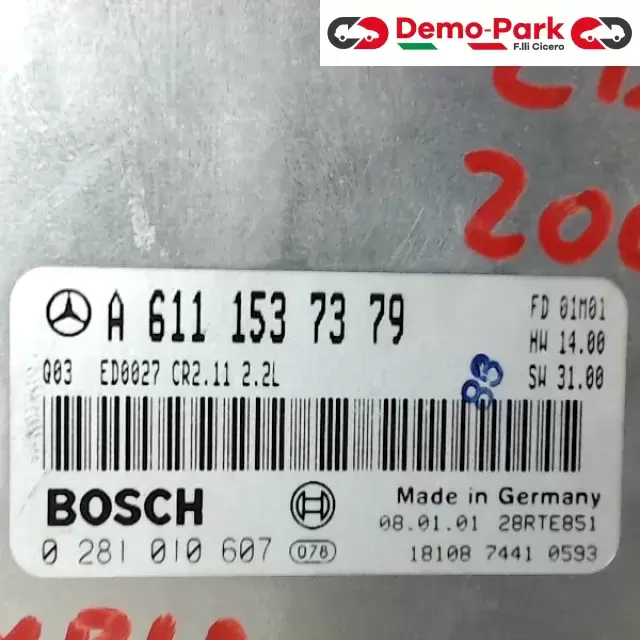 Demo-Park
F.lli Cicero
200
A 611 153 73 79
FD 01M01
HW 14.00
SW 31.00
Q03 ED0027 CR2.11 2.2L
83
BOSCH
Made in Germany
08.01.01 28RTE851
0 281 010 607 078
18108 7441 0593